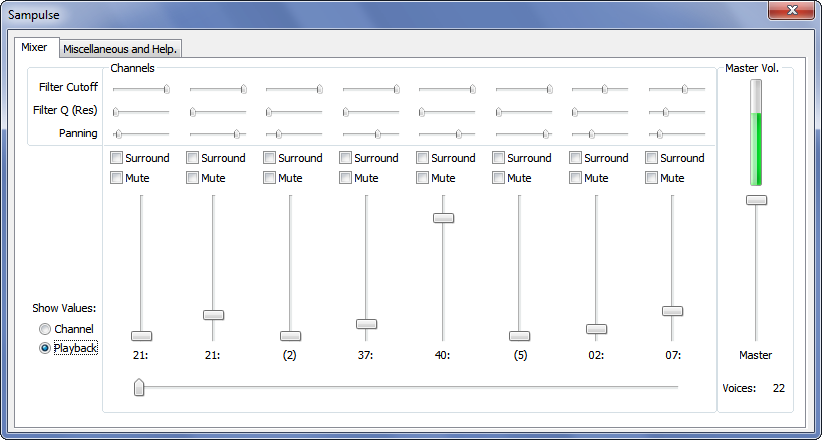 Sampulse
Mixer Miscellaneous and Help.
Channels Master Vol.
Filter Cutoff
Filter Q (Res)
Panning
Surround Surround Surround Surround Surround Surround Surround Surround
Mute Mute Mute Mute Mute Mute Mute Mute
Show Values:
Channel
Playback
21: 21: (2) 37: 40: (5) 02: 07: Master
Voices: 22